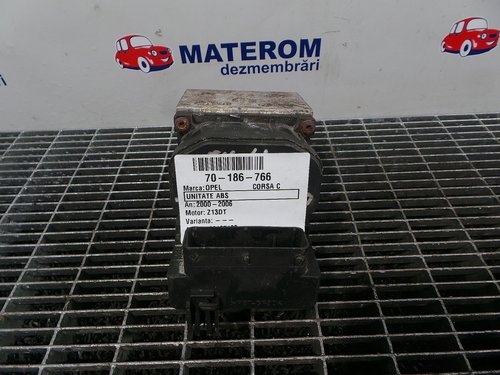 MATEROM
dezmembrări
70-186-766
Marca: OPEL CORSA C
UNITATE ABS
An: 2000-2006
Motor: Z13DT
Varianta: - - -